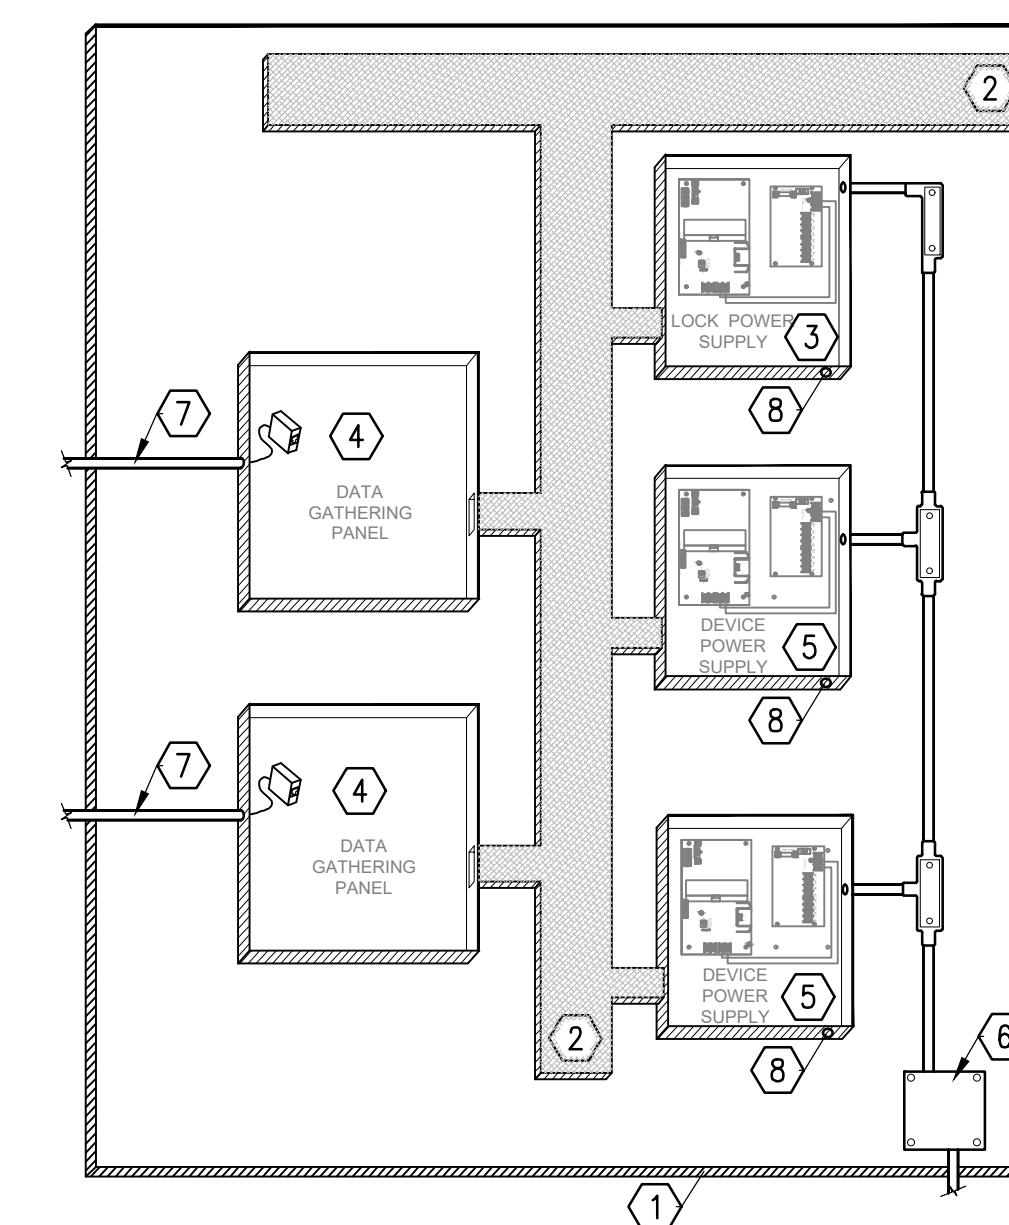 2
LOCK POWER
SUPPLY
3
8
7
4
DATA
GATHERING
PANEL
DEVICE
POWER
SUPPLY
5
8
7
4
DATA
GATHERING
PANEL
DEVICE
POWER
SUPPLY
5
2
8
6
1